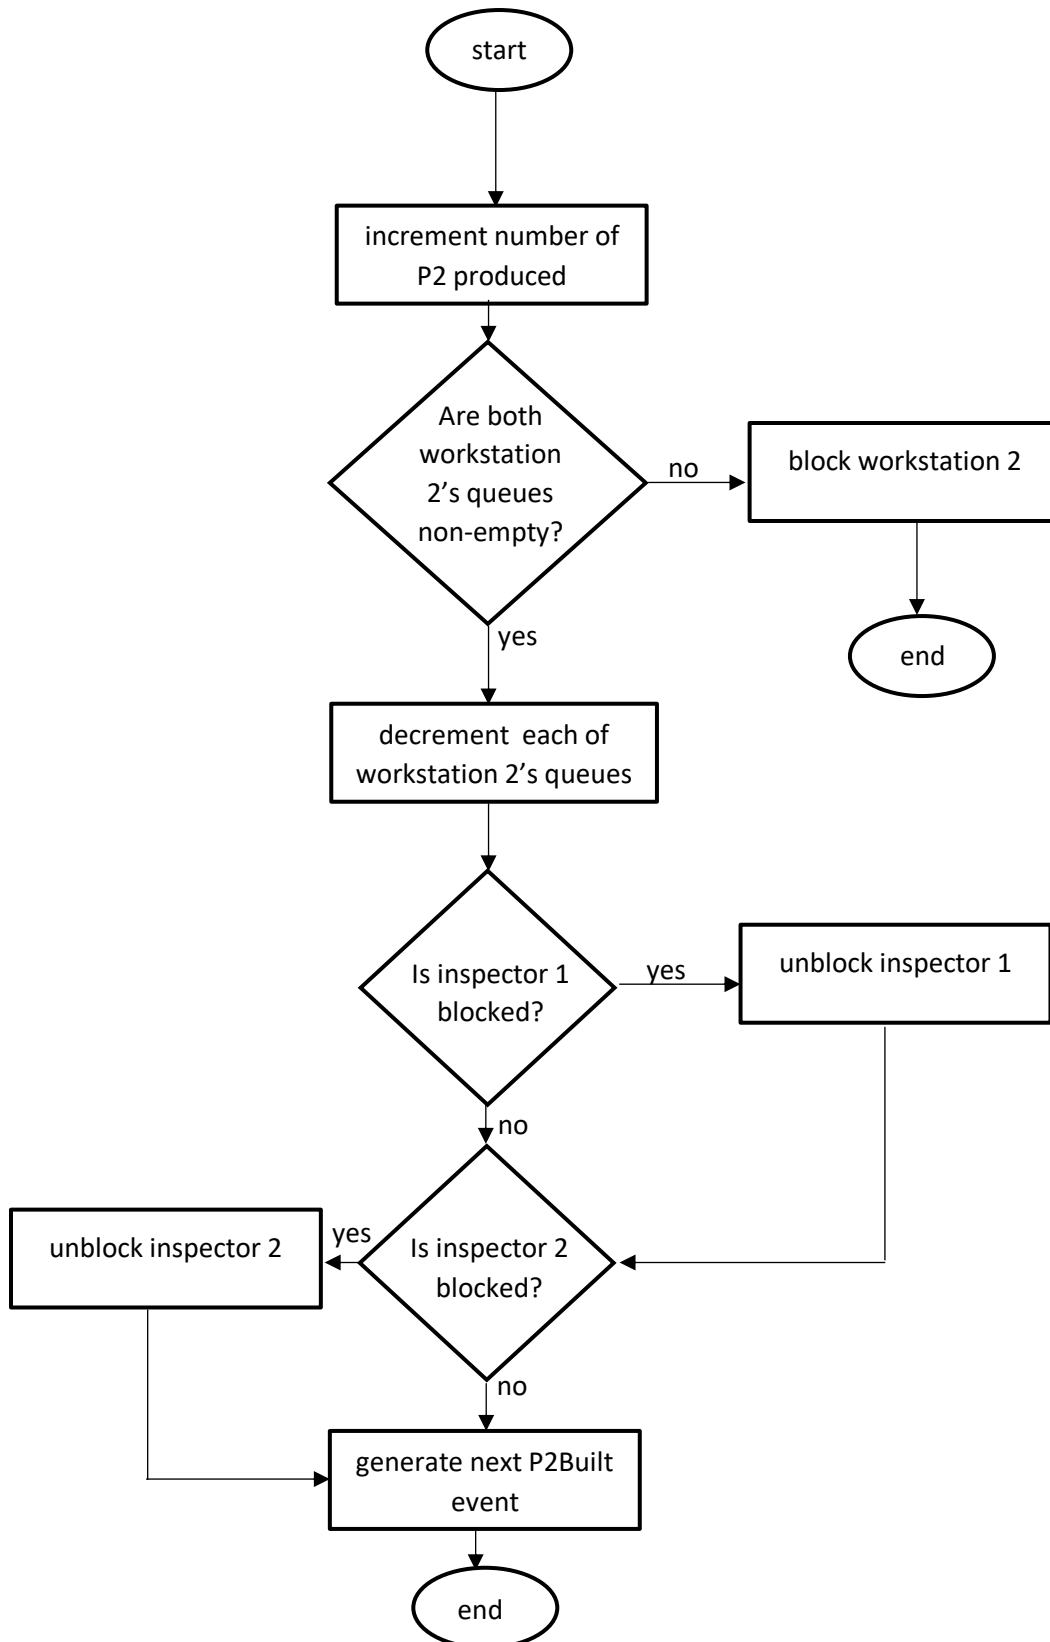 start
increment number of
P2 produced
Are both
workstation
2’s queues
non-empty?
no
block workstation 2
end
yes
decrement  each of
workstation 2’s queues
Is inspector 1
blocked?
yes
unblock inspector 1
no
Is inspector 2
blocked?
yes
unblock inspector 2
no
generate next P2Built
event
end